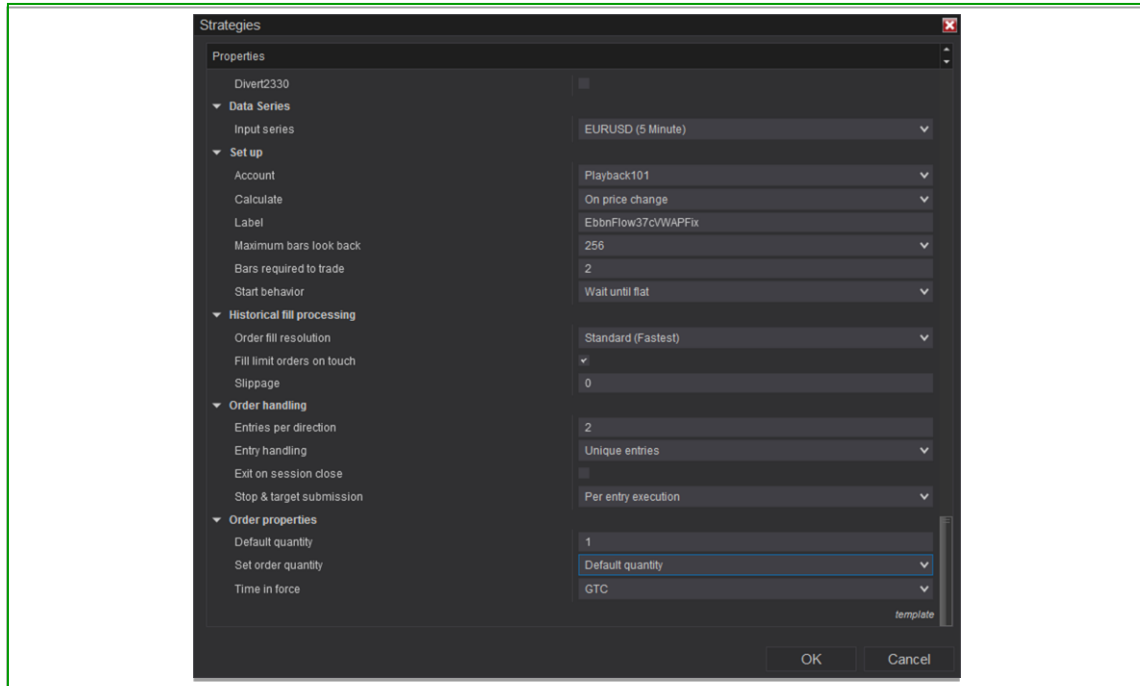 Strategies
Properties
Divert2330
Data Series
Input series EURUSD (5 Minute)
Set up
Account Playback101
Calculate On price change
Label EbbnFlow37cVWAPFix
Maximum bars look back 256
Bars required to trade 2
Start behavior Wait until flat
Historical fill processing
Order fill resolution Standard (Fastest)
Fill limit orders on touch
Slippage 0
Order handling
Entries per direction 2
Entry handling Unique entries
Exit on session close
Stop & target submission Per entry execution
Order properties
Default quantity 1
Set order quantity Default quantity
Time in force GTC
template
OK Cancel